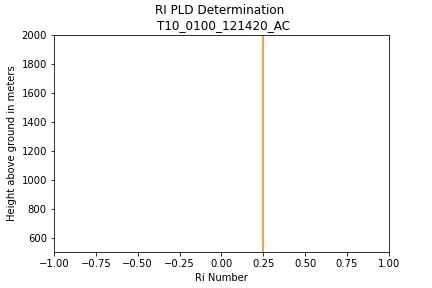 RI PLD Determination
T10_0100_121420_AC
2000
1800
1600
1400
1200
1000
800
600
Height above ground in meters
−1.00 −0.75 −0.50 −0.25 0.00 0.25 0.50 0.75 1.00
Ri Number